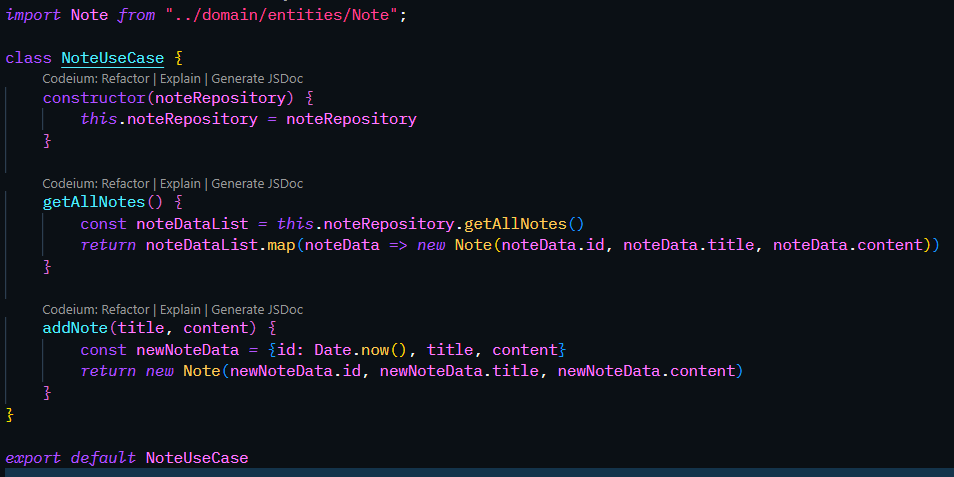 import Note from "../domain/entities/Note";
class NoteUseCase {
Codeium: Refactor | Explain | Generate JSDoc
constructor(noteRepository) {
this.noteRepository = noteRepository
}
Codeium: Refactor | Explain | Generate JSDoc
getAllNotes() {
const noteDataList = this.noteRepository.getAllNotes()
return noteDataList.map(noteData => new Note(noteData.id, noteData.title, noteData.content))
}
Codeium: Refactor | Explain | Generate JSDoc
addNote(title, content) {
const newNoteData = {id: Date.now(), title, content}
return new Note(newNoteData.id, newNoteData.title, newNoteData.content)
}
}
export default NoteUseCase